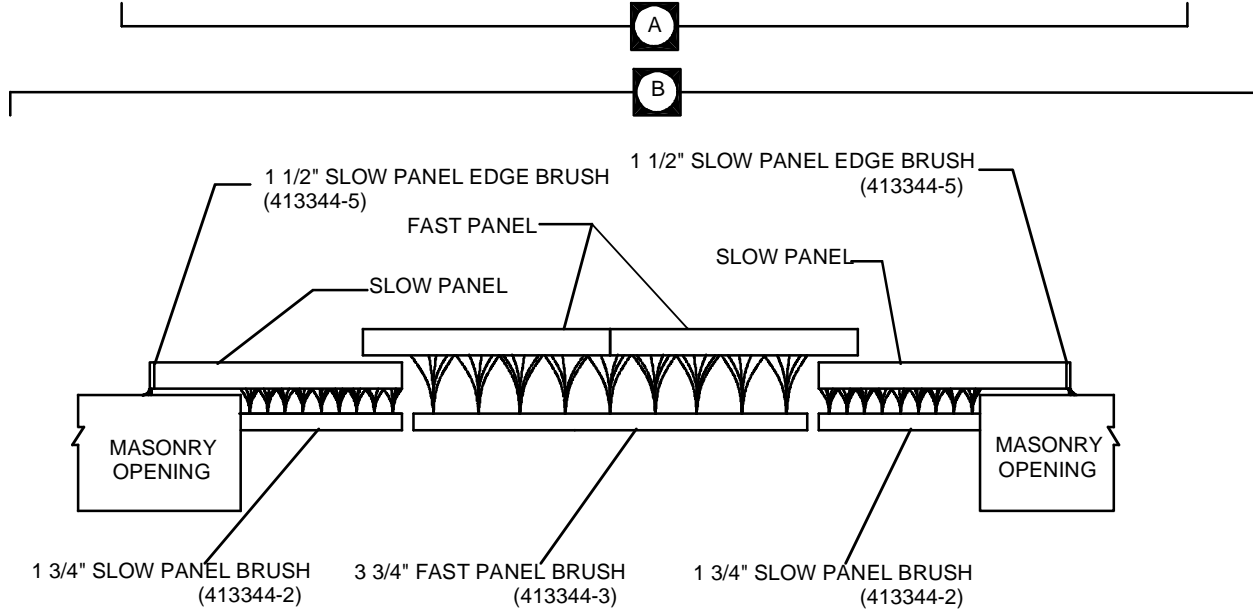 A
B
1 1/2" SLOW PANEL EDGE BRUSH
(413344-5)
1 1/2" SLOW PANEL EDGE BRUSH
(413344-5)
FAST PANEL
SLOW PANEL
SLOW PANEL
MASONRY
OPENING
MASONRY
OPENING
1 3/4" SLOW PANEL BRUSH
(413344-2)
3 3/4" FAST PANEL BRUSH
(413344-3)
1 3/4" SLOW PANEL BRUSH
(413344-2)